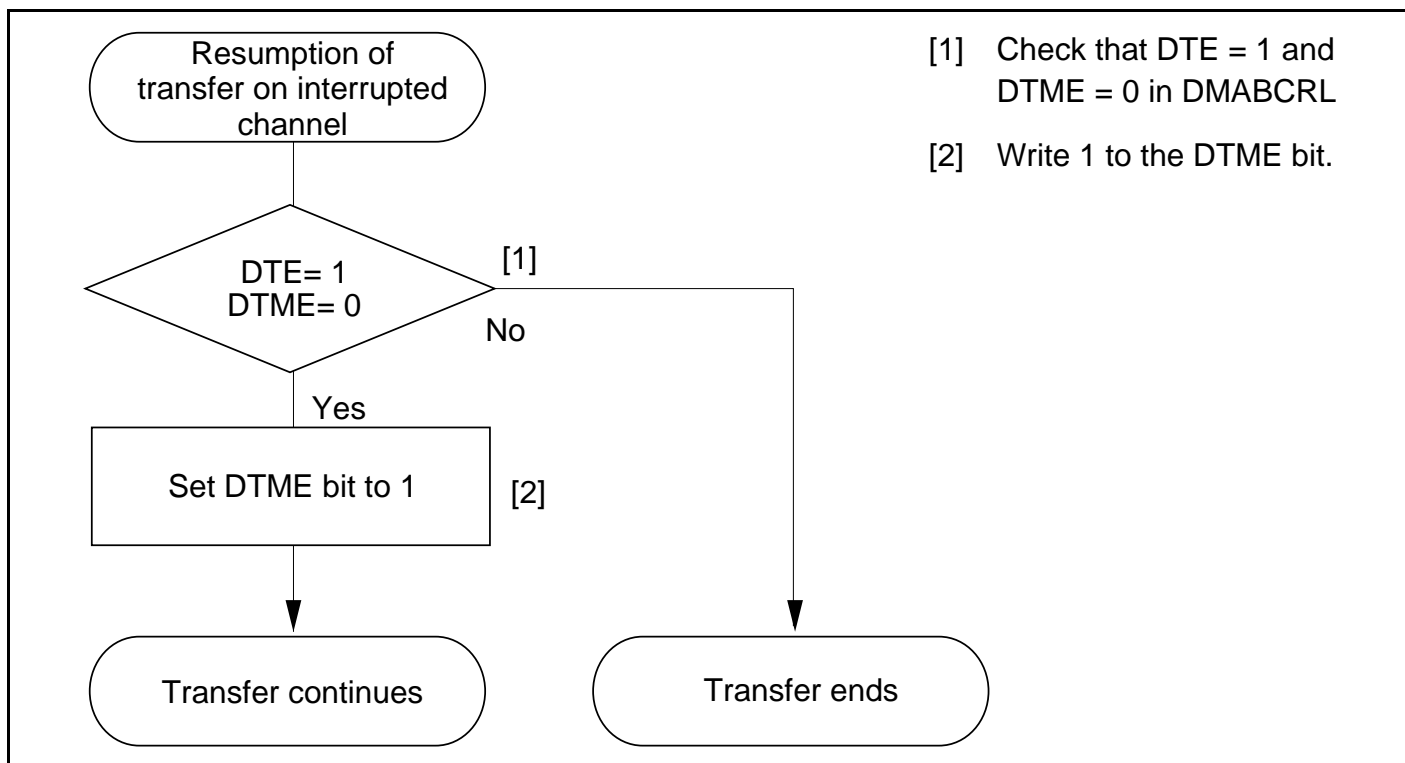 Resumption of
transfer on interrupted
channel
[1] Check that DTE = 1 and
DTME = 0 in DMABCRL
[2] Write 1 to the DTME bit.
DTE= 1
DTME= 0
[1]
No
Yes
Set DTME bit to 1
[2]
Transfer continues
Transfer ends